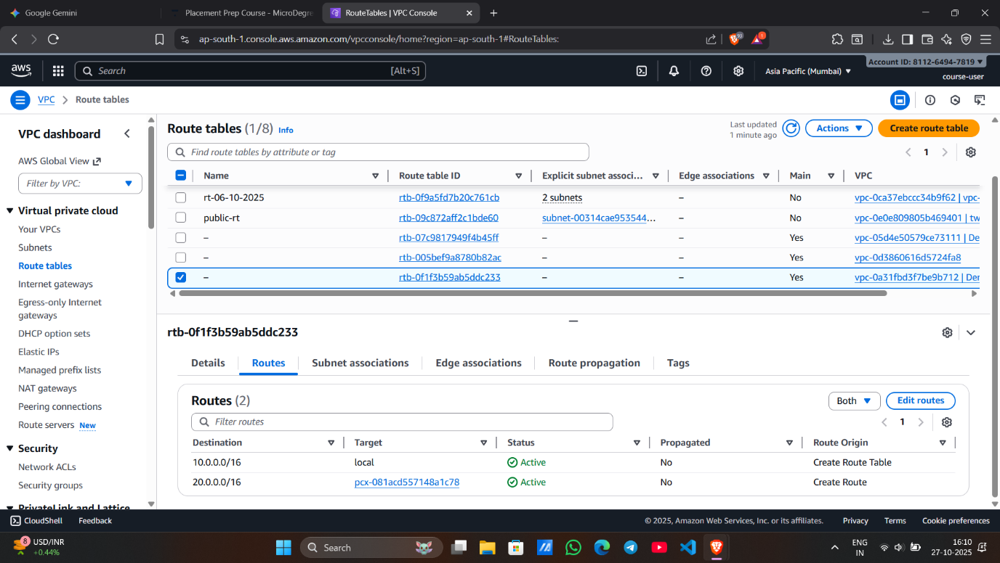 Google Gemini
Placement Prep Course - MicroDegre
RouteTables | VPC Console
ap-south-1.console.aws.amazon.com/vpcconsole/home?region=ap-south-1#RouteTables:
99
1
aws
Search [Alt+S]
Asia Pacific (Mumbai)
Account ID: 8112-6494-7819
course-user
VPC > Route tables
VPC dashboard
AWS Global View
Filter by VPC:
Virtual private cloud
Your VPCs
Subnets
Route tables
Internet gateways
Egress-only Internet
gateways
DHCP option sets
Elastic IPs
Managed prefix lists
NAT gateways
Peering connections
Route servers New
Security
Network ACLs
Security groups
PrivateLink and Lattice
Route tables (1/8) Info
Last updated
1 minute ago
Actions
Create route table
Find route tables by attribute or tag
1
Name Route table ID Explicit subnet associ... Edge associations Main VPC
rt-06-10-2025 rtb-0f9a5fd7b20c761cb 2 subnets – No vpc-0ca37ebccc34b9f62 | vpc-
public-rt rtb-09c872aff2c1bde60 subnet-00314cae953544... – No vpc-0e0e809805b469401 | tw
– rtb-07c9817949f4b45ff – – Yes vpc-05d4e50579ce73111 | De
– rtb-005bef9a8780b82ac – – Yes vpc-0d3860616d5724fa8
– rtb-0f1f3b59ab5ddc233 – – Yes vpc-0a31fbd3f7be9b712 | Der
rtb-0f1f3b59ab5ddc233
Details Routes Subnet associations Edge associations Route propagation Tags
Routes (2)
Both
Edit routes
Filter routes
1
Destination Target Status Propagated Route Origin
10.0.0.0/16 local Active No Create Route Table
20.0.0.0/16 pcx-081acd557148a1c78 Active No Create Route
CloudShell Feedback © 2025, Amazon Web Services, Inc. or its affiliates. Privacy Terms Cookie preferences
8
USD/INR
+0.44%
Search
ENG
IN
16:10
27-10-2025